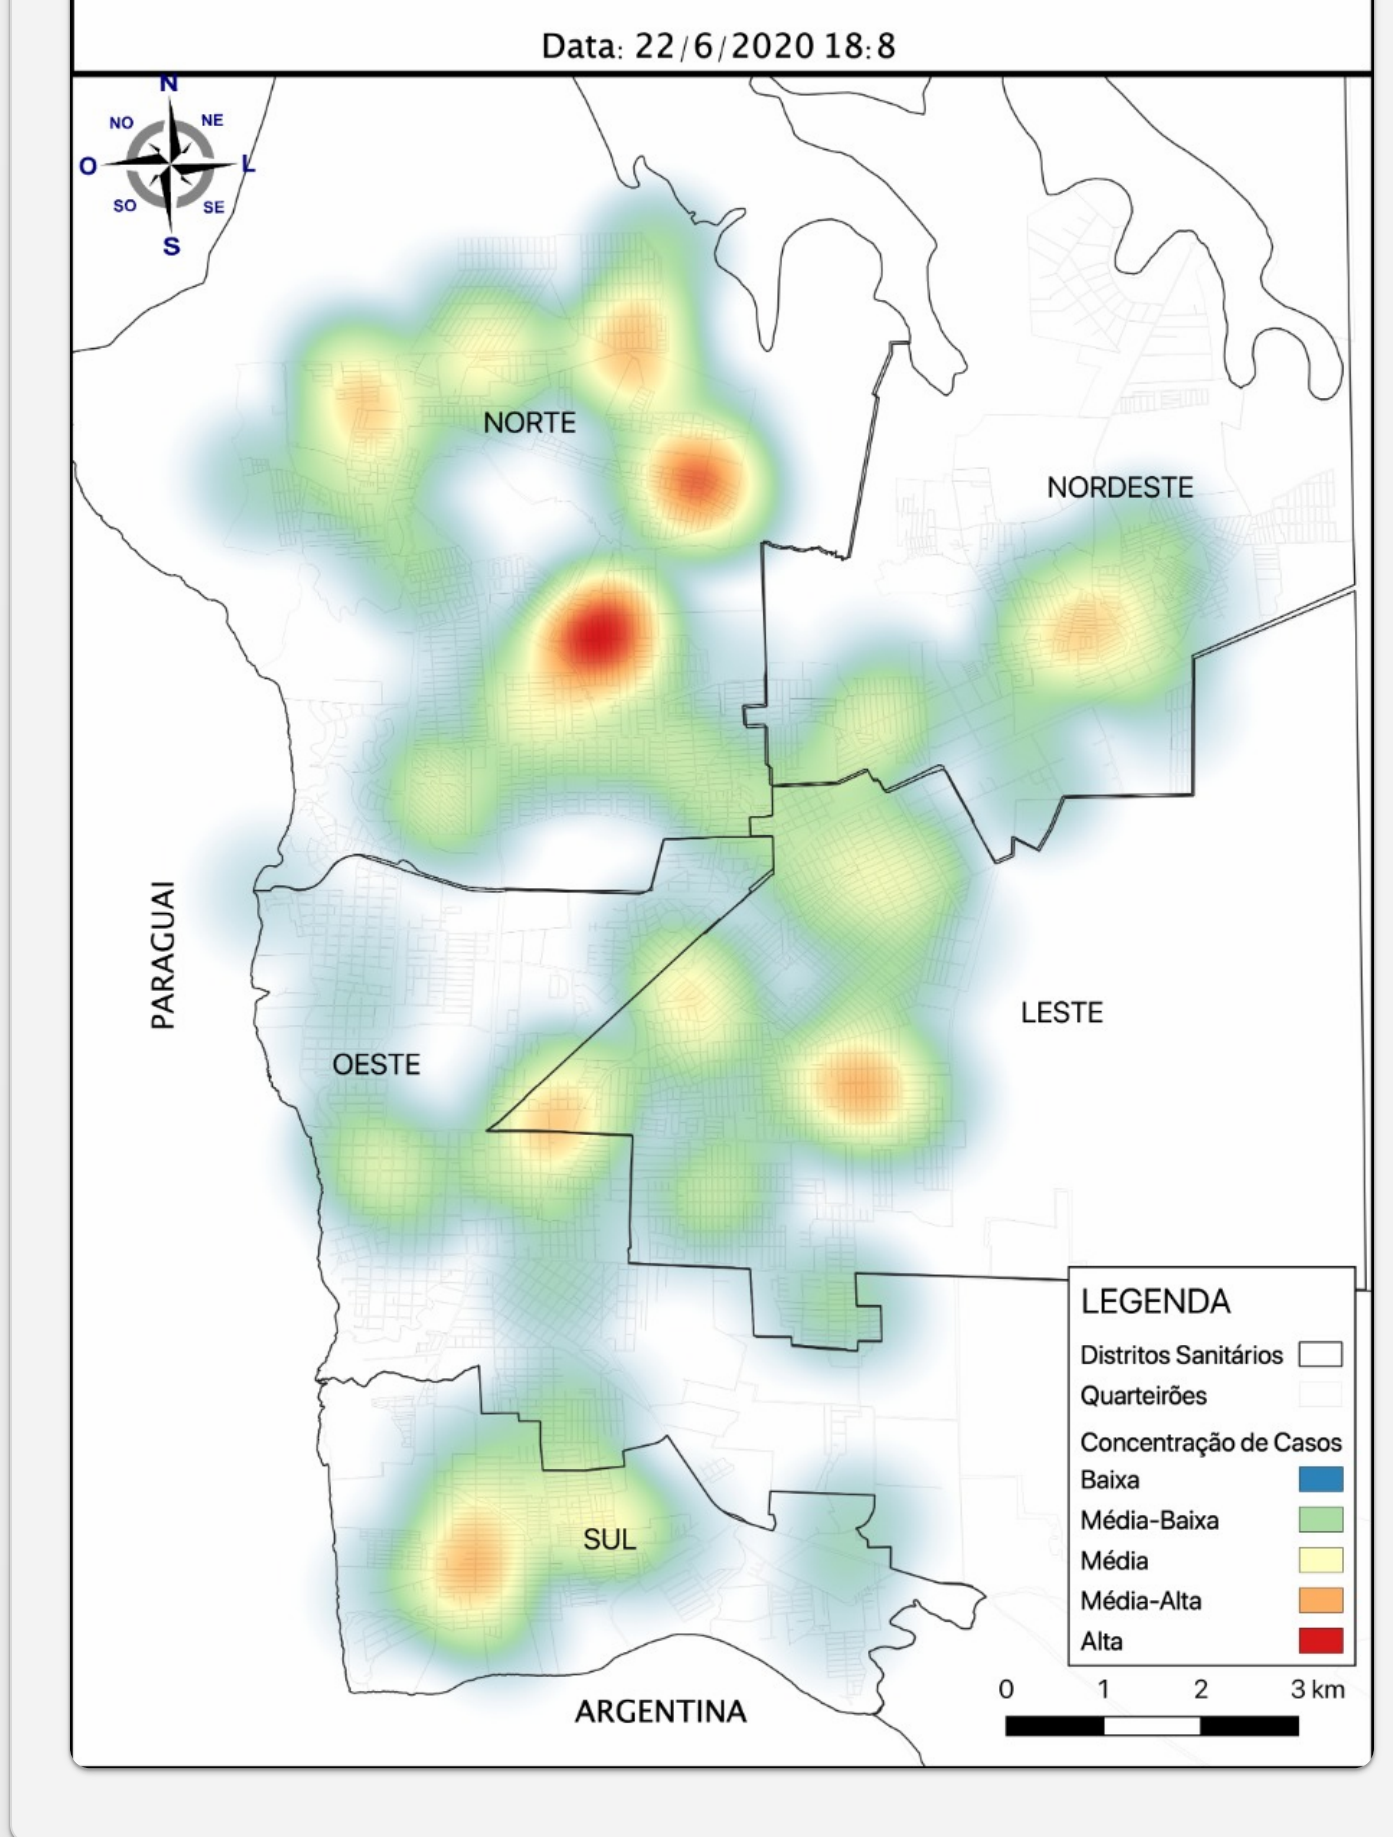 Data: 22/6/2020 18:8
N
NO
NE
O
L
SO
SE
S
NORTE
NORDESTE
PARAGUAI
LESTE
OESTE
SUL
ARGENTINA
LEGENDA
Distritos Sanitários
Quarteirões
Concentração de Casos
Baixa
Média-Baixa
Média
Média-Alta
Alta
0 1 2 3 km